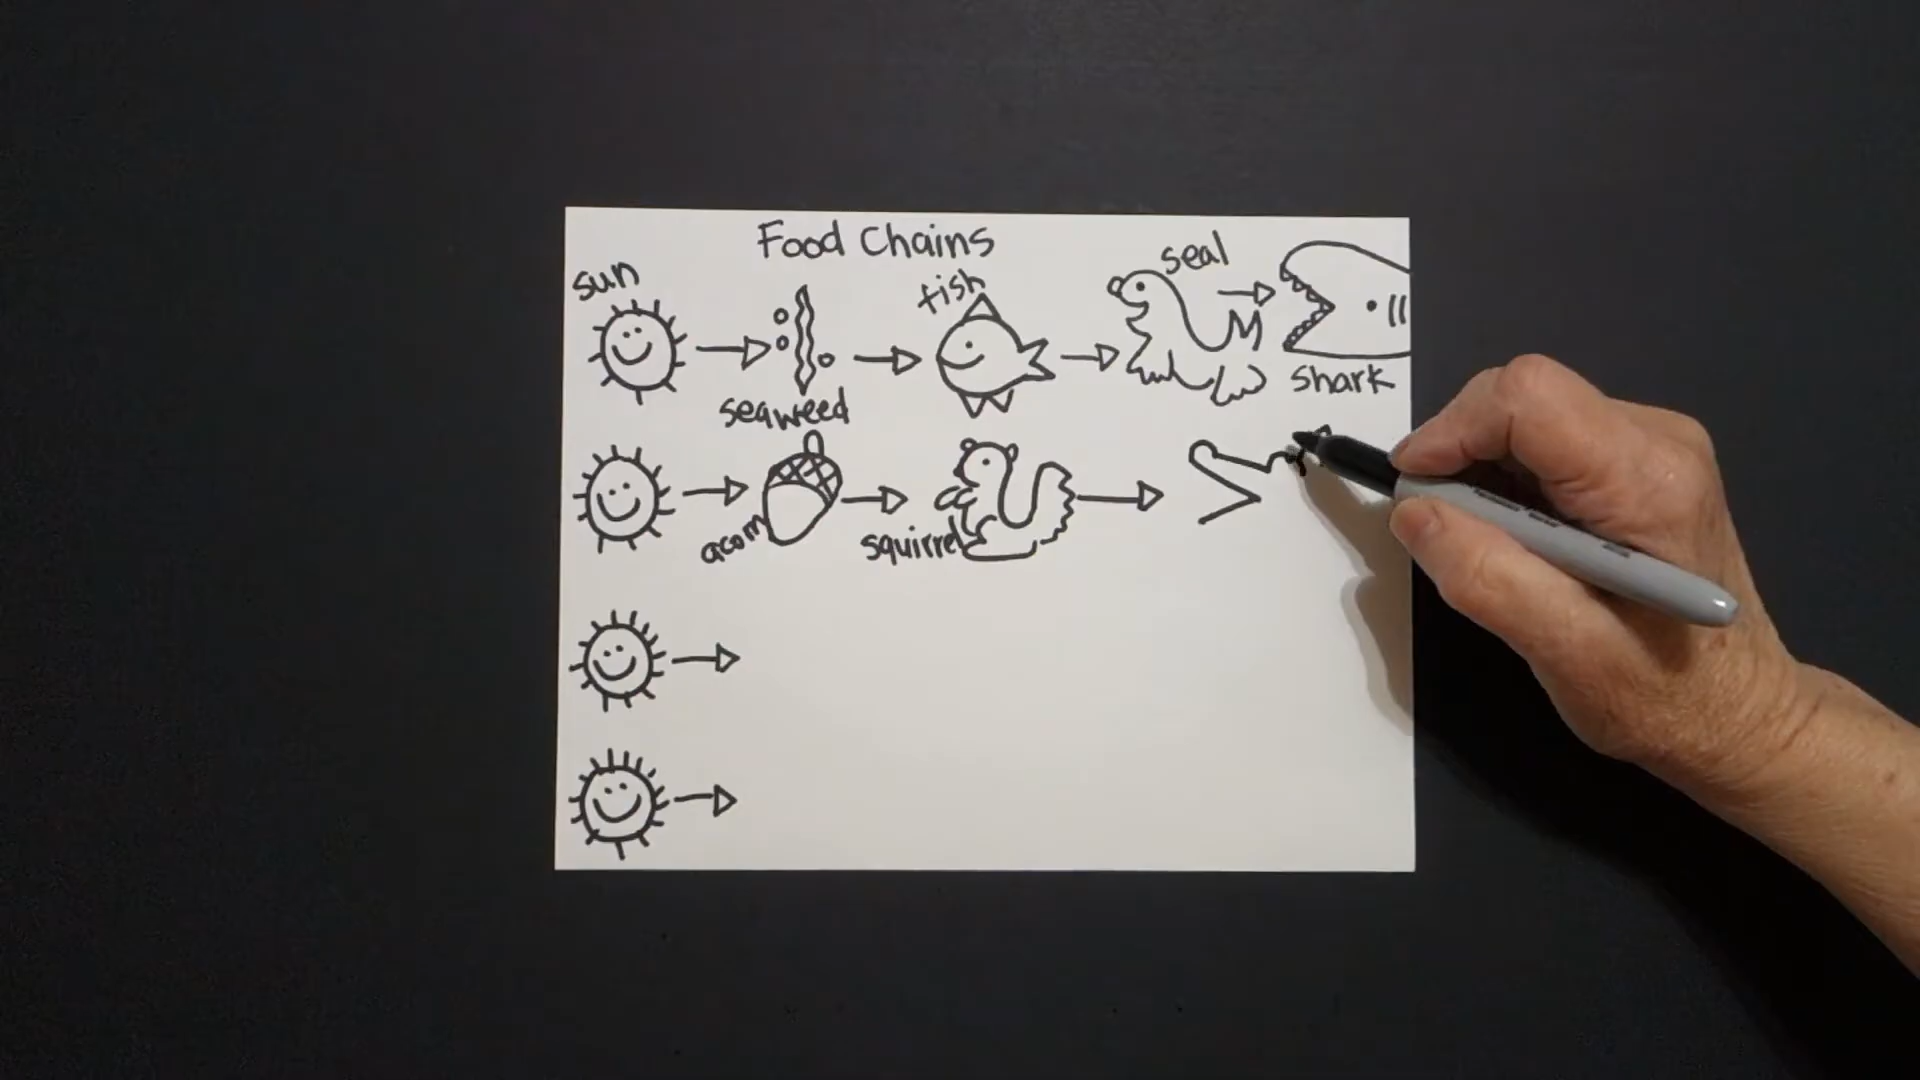 Food Chains
sun
seaweed
fish
seal
shark
acorn
squirrel